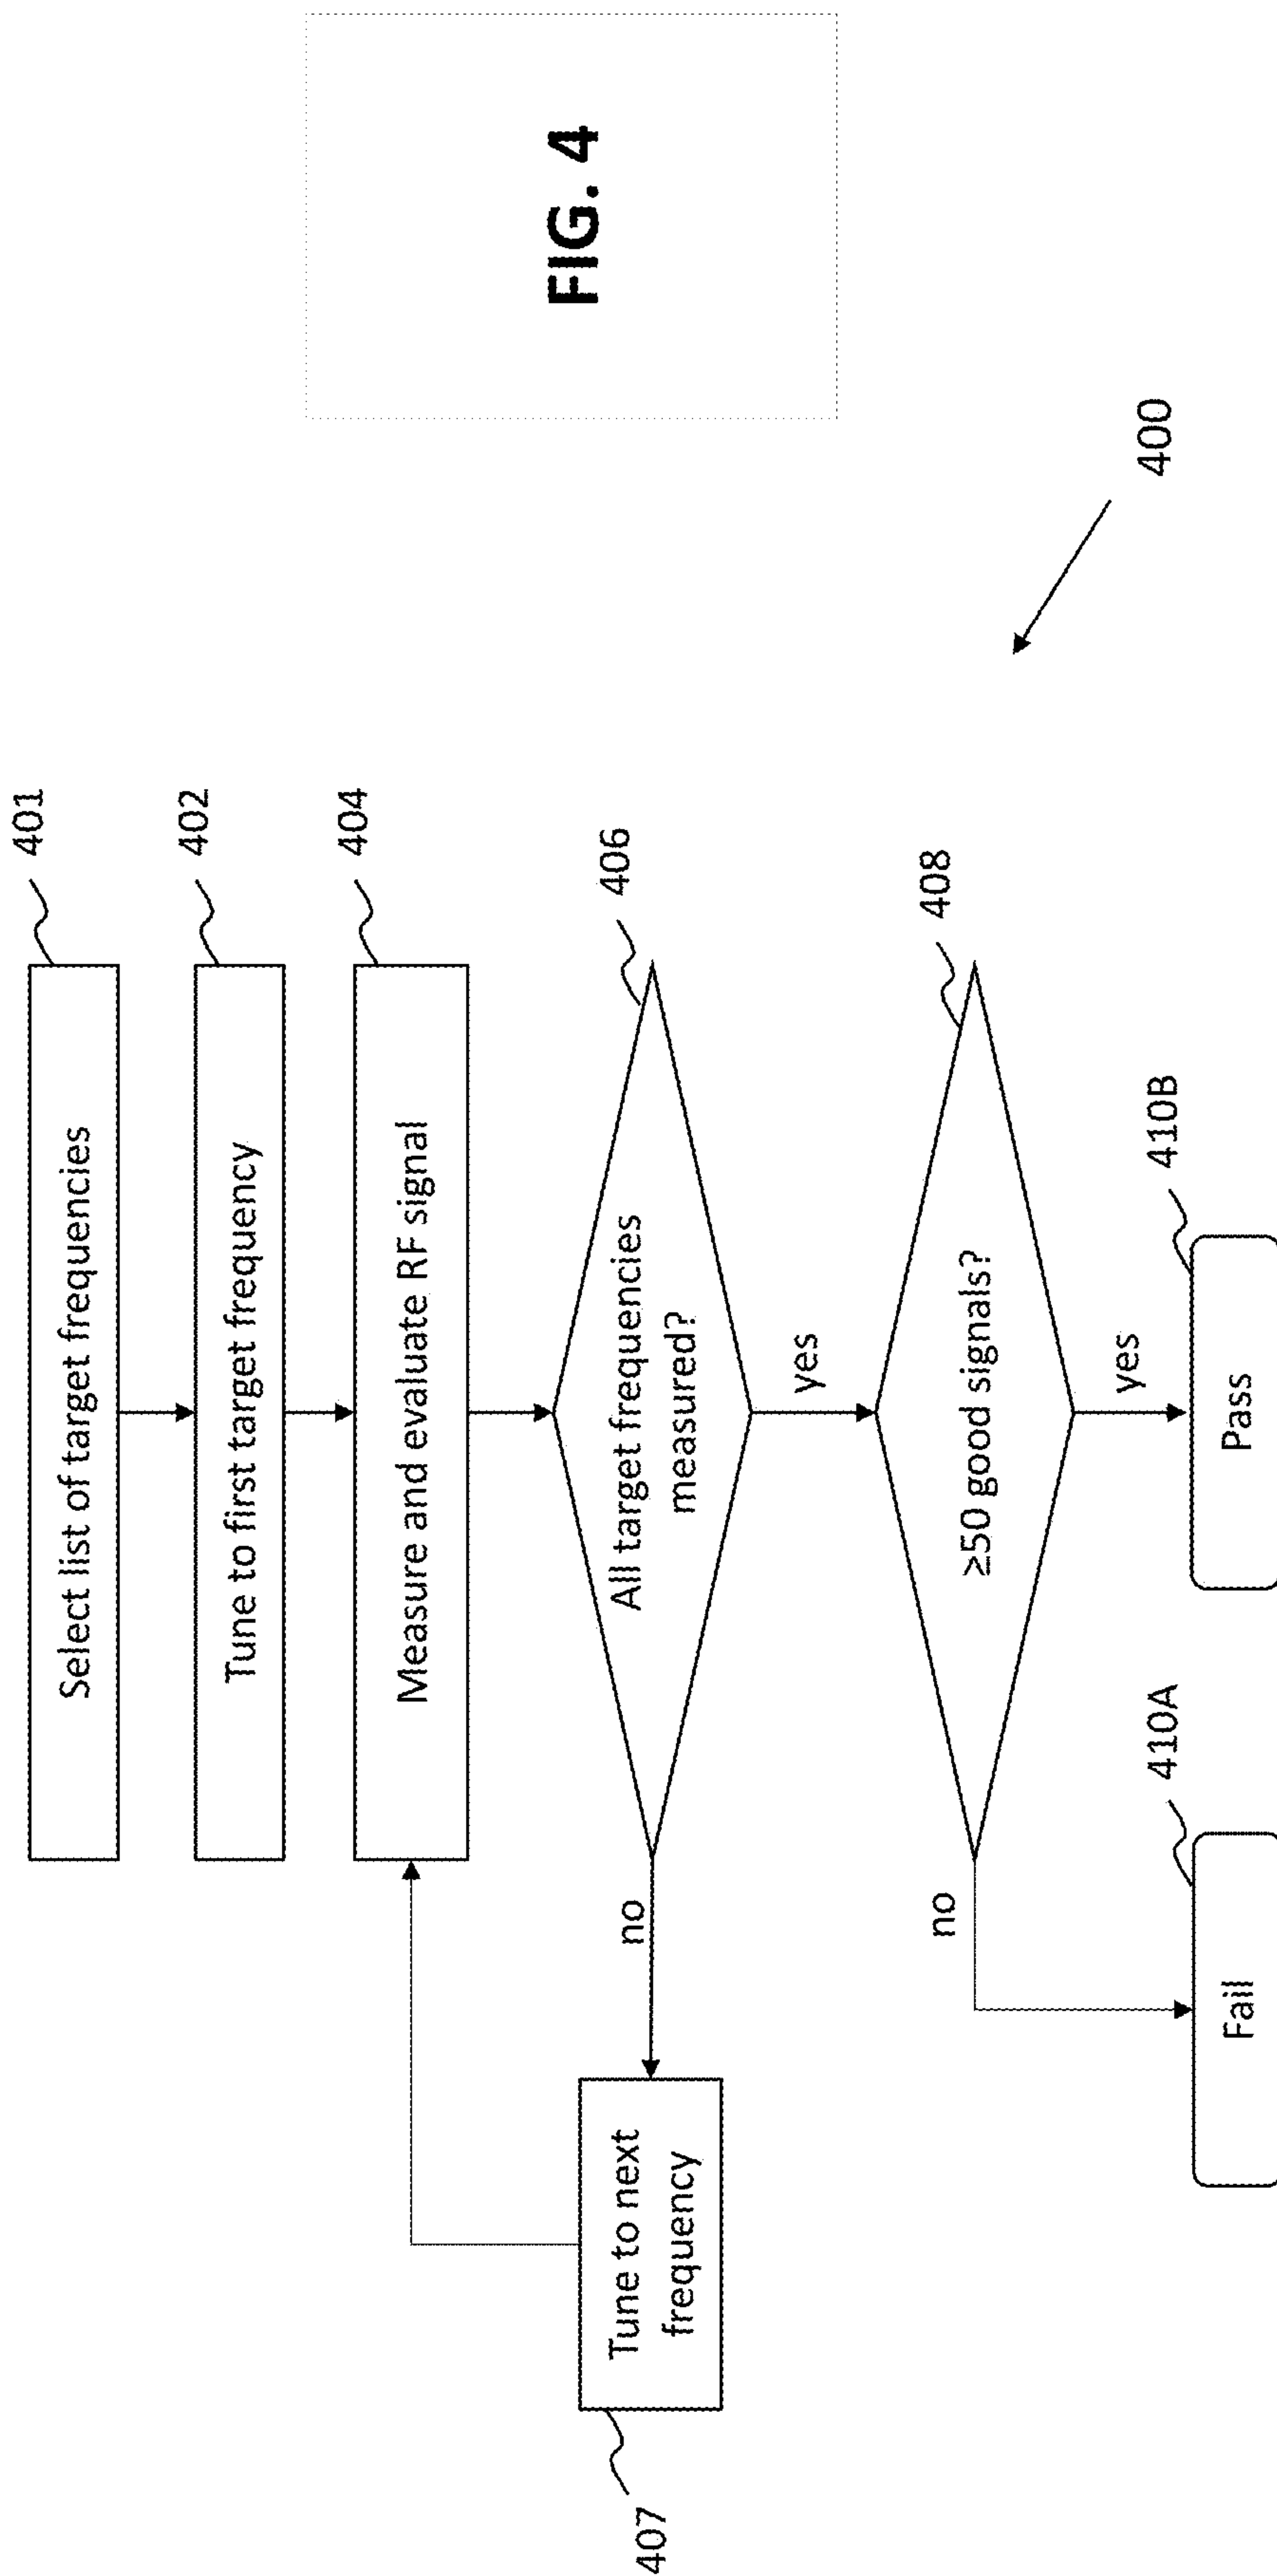 401
Select list of target frequencies
402
Tune to first target frequency
404
Measure and evaluate RF signal
406
All target frequencies
measured?
no
yes
407
Tune to next
frequency
408
≥50 good signals?
no
yes
410A
Fail
410B
Pass
400
FIG. 4